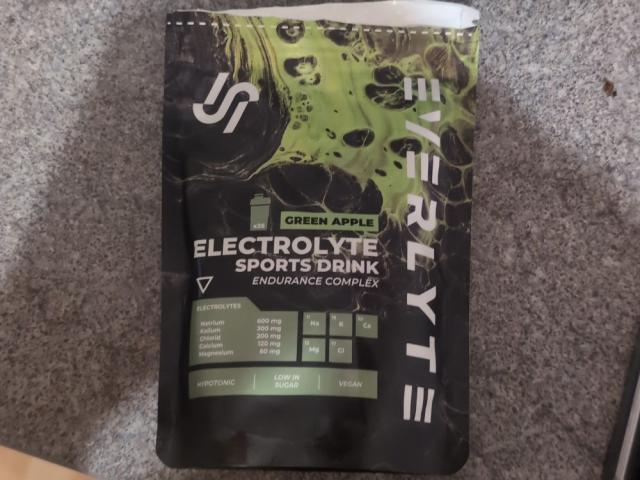 EVERLYTE
x35
GREEN APPLE
ELECTROLYTE
SPORTS DRINK
ENDURANCE COMPLEX
ELECTROLYTES
Natrium 600 mg
Kalium 300 mg
Chlorid 200 mg
Calcium 120 mg
Magnesium 60 mg
Na K Ca
Mg Cl
HYPOTONIC LOW IN SUGAR VEGAN